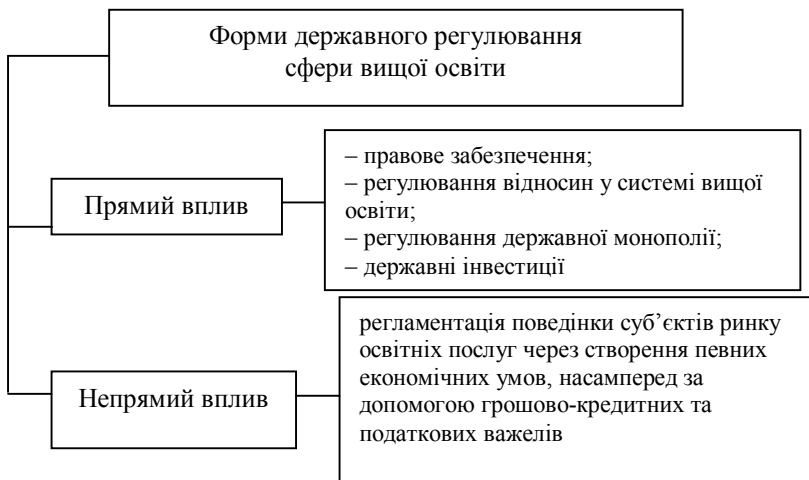 Форми державного регулювання
сфери вищої освіти
Прямий вплив
– правове забезпечення;
– регулювання відносин у системі вищої
освіти;
– регулювання державної монополії;
– державні інвестиції
Непрямий вплив
регламентація поведінки суб’єктів ринку
освітніх послуг через створення певних
економічних умов, насамперед за
допомогою грошово-кредитних та
податкових важелів